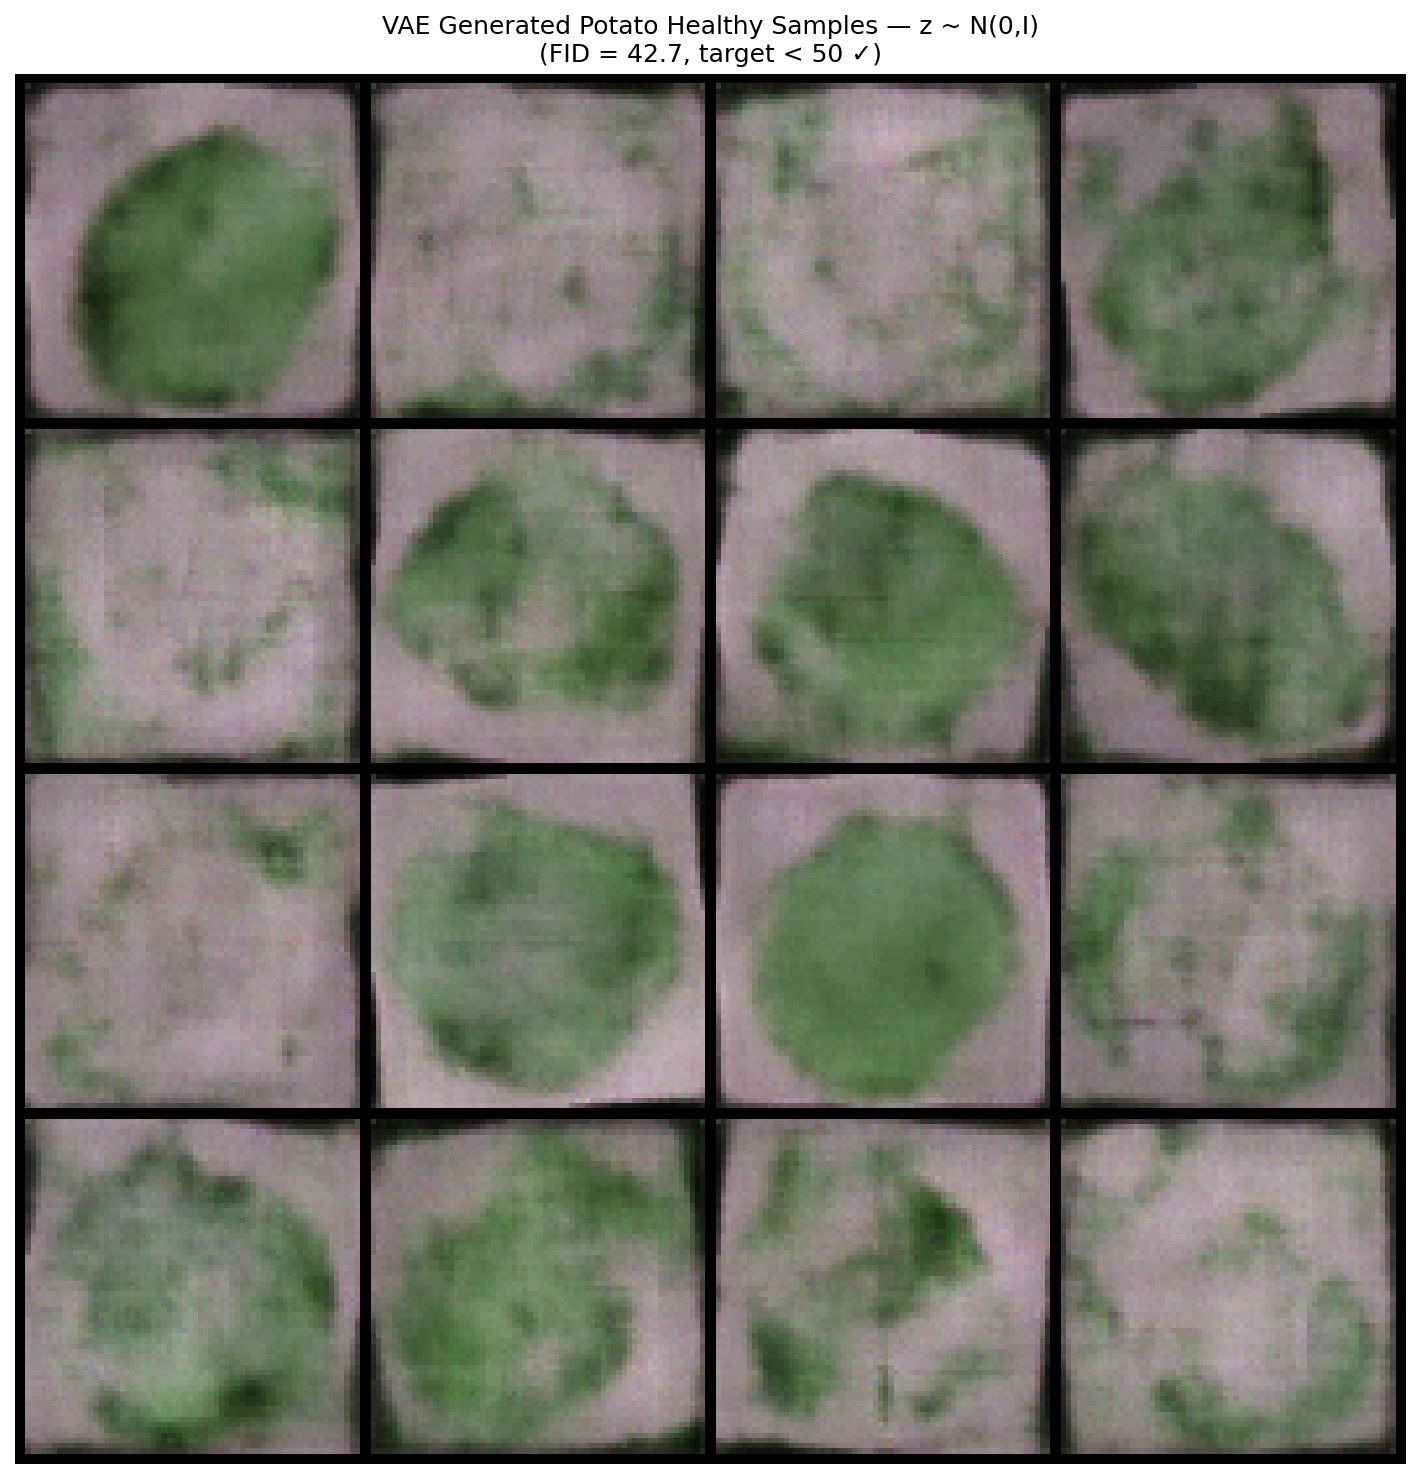 VAE Generated Potato Healthy Samples — z ~ N(0,I)
(FID = 42.7, target < 50 ✓)